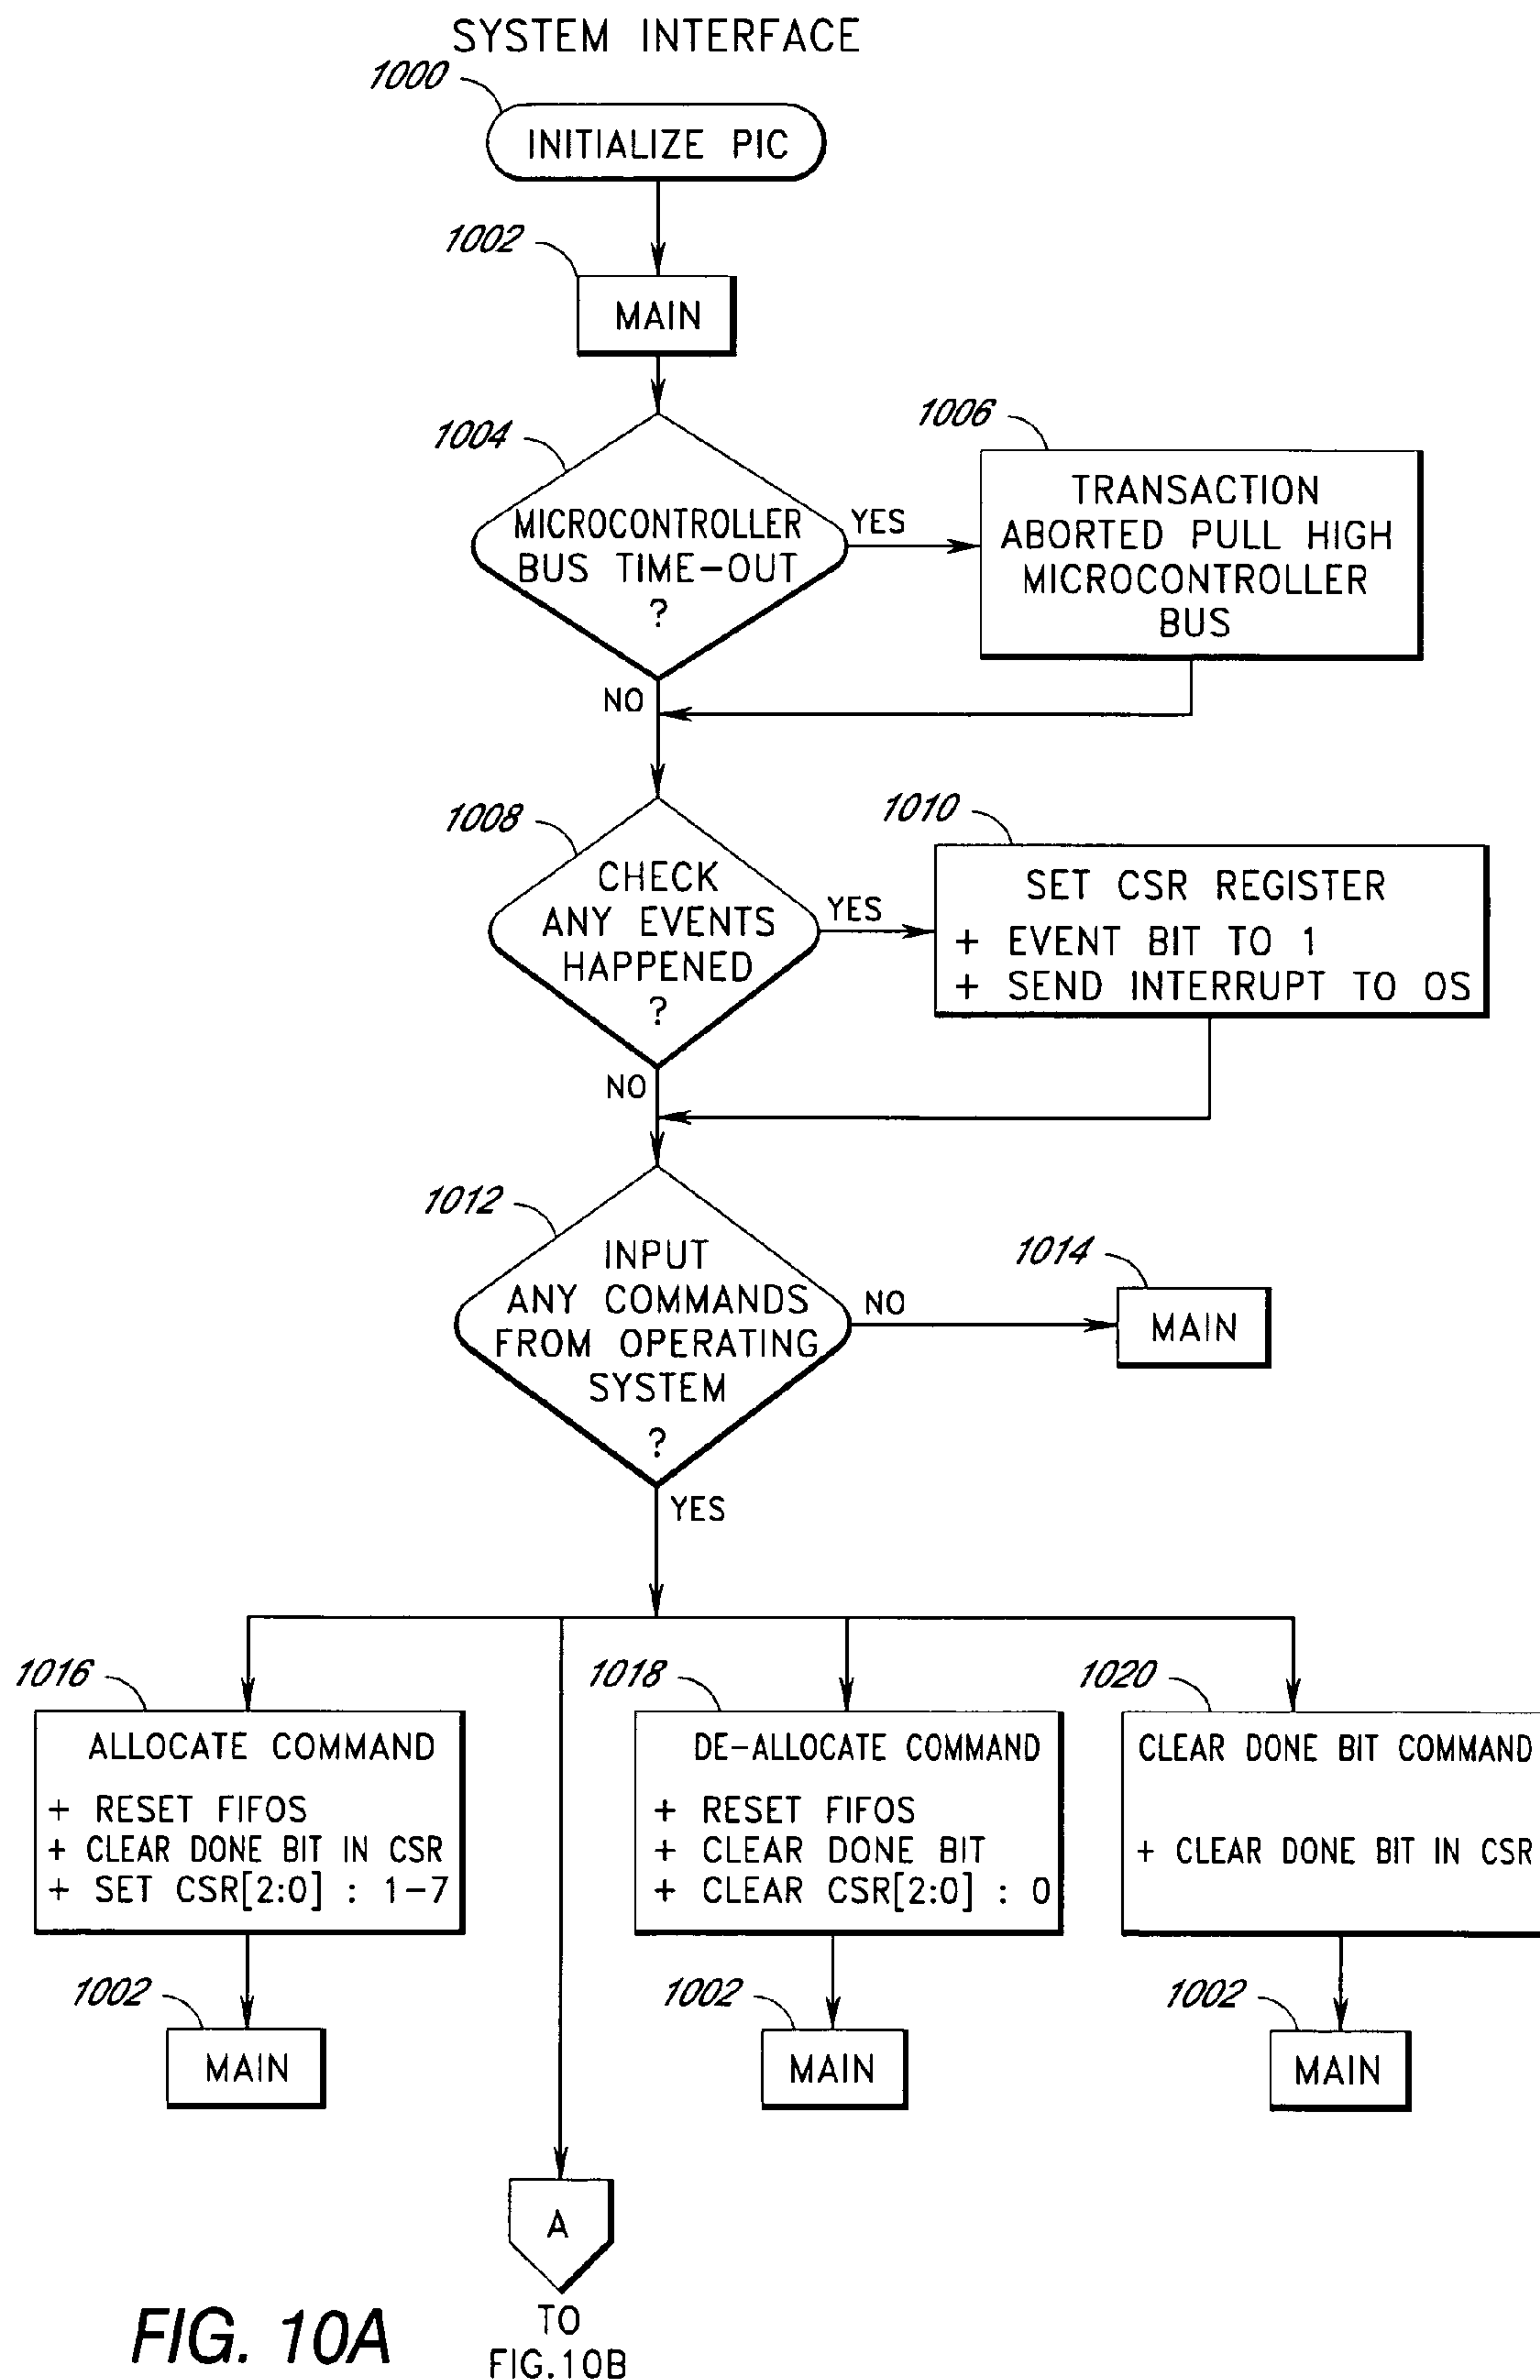 SYSTEM INTERFACE
1000
INITIALIZE PIC
1002
MAIN
1004
MICROCONTROLLER
BUS TIME-OUT
?
YES
NO
1006
TRANSACTION
ABORTED PULL HIGH
MICROCONTROLLER
BUS
1008
CHECK
ANY EVENTS
HAPPENED
?
YES
NO
1010
SET CSR REGISTER
+ EVENT BIT TO 1
+ SEND INTERRUPT TO OS
1012
INPUT
ANY COMMANDS
FROM OPERATING
SYSTEM
?
NO
YES
1014
MAIN
1016
ALLOCATE COMMAND
+ RESET FIFOS
+ CLEAR DONE BIT IN CSR
+ SET CSR[2:0] : 1-7
1002
MAIN
1018
DE-ALLOCATE COMMAND
+ RESET FIFOS
+ CLEAR DONE BIT
+ CLEAR CSR[2:0] : 0
1002
MAIN
1020
CLEAR DONE BIT COMMAND
+ CLEAR DONE BIT IN CSR
1002
MAIN
A
TO
FIG.10B
FIG. 10A